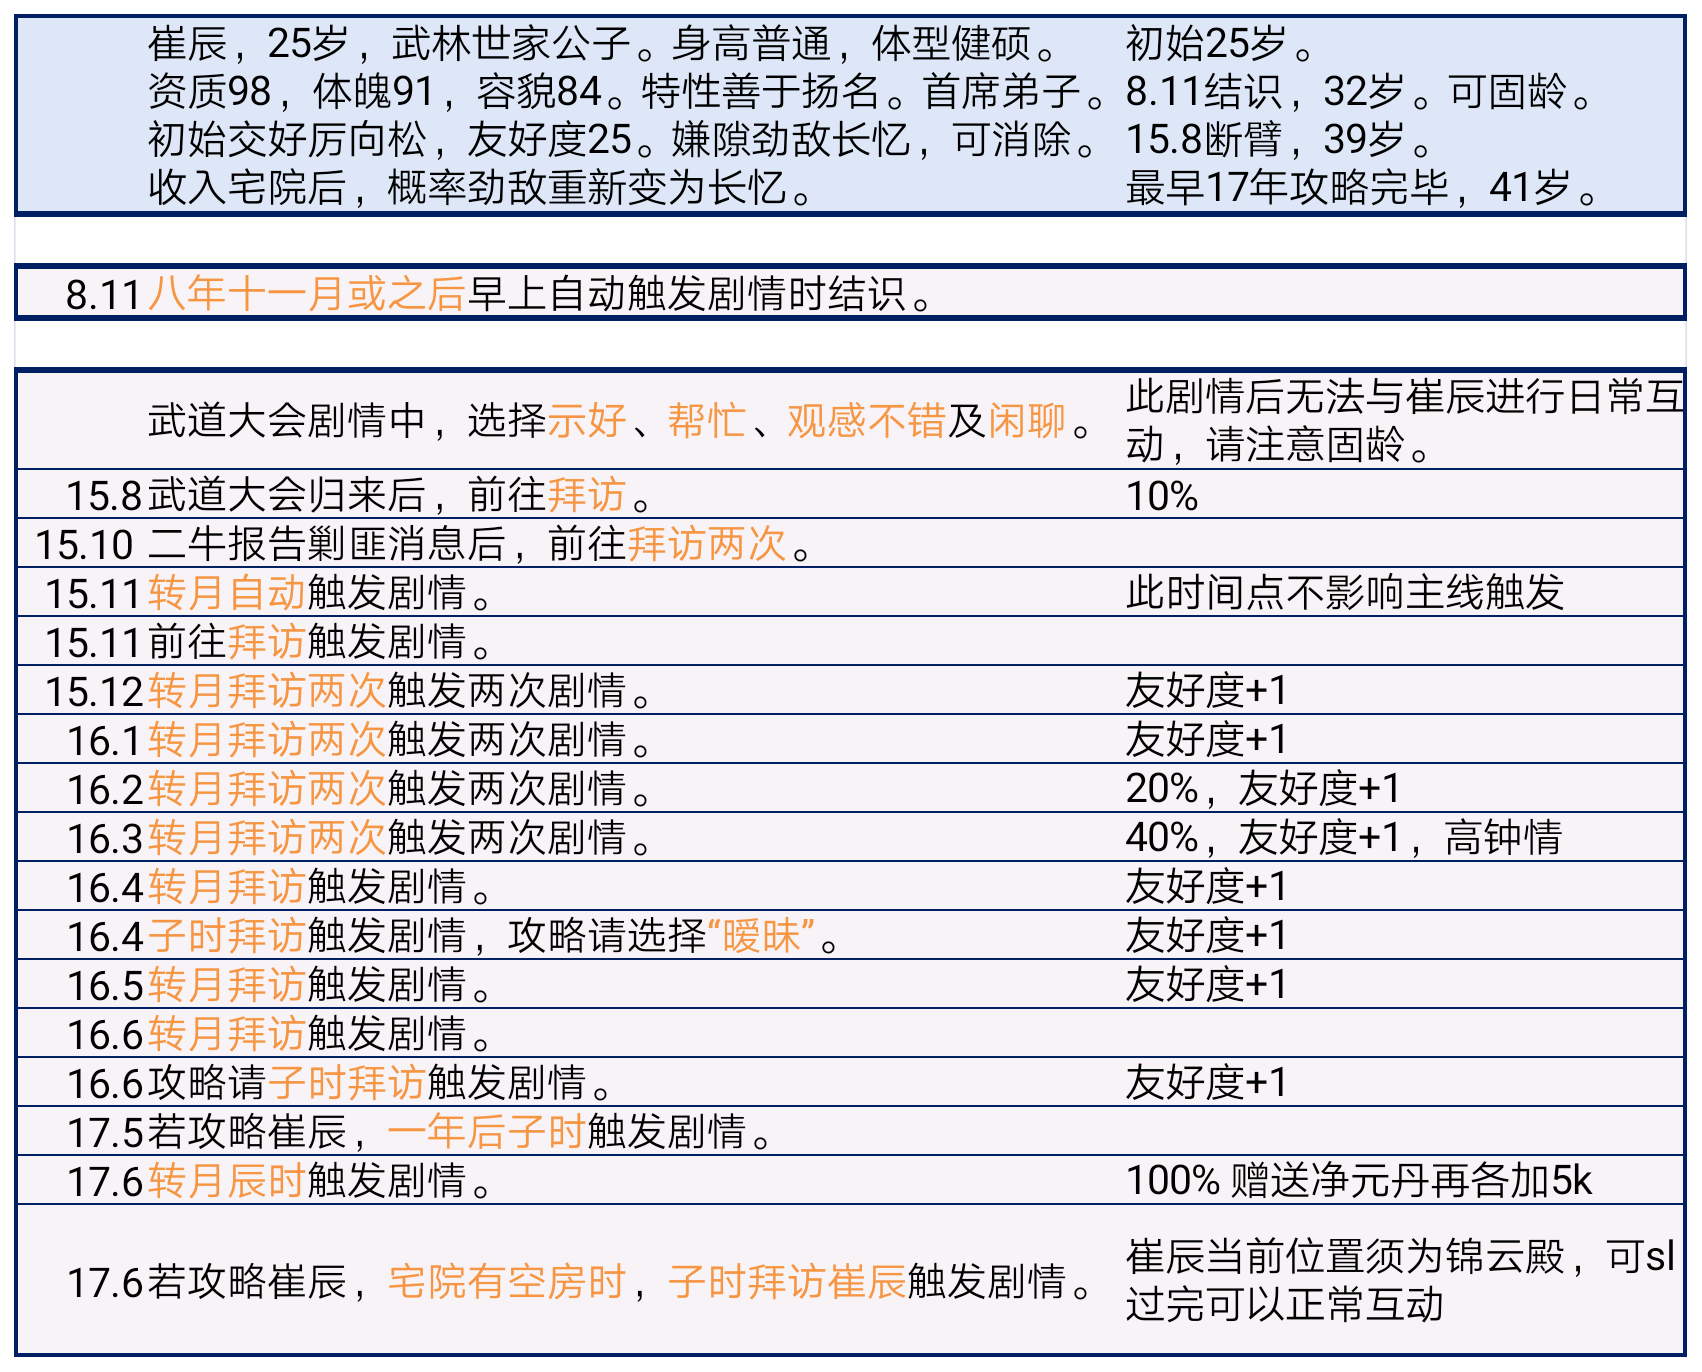 崔辰，25岁，武林世家公子。身高普通，体型健硕。 初始25岁。
资质98，体魄91，容貌84。特性善于扬名。首席弟子。 8.11结识，32岁。可固龄。
初始交好厉向松，友好度25。嫌隙劲敌长忆，可消除。 15.8断臂，39岁。
收入宅院后，概率劲敌重新变为长忆。 最早17年攻略完毕，41岁。
8.11 八年十一月或之后早上自动触发剧情时结识。
武道大会剧情中，选择示好、帮忙、观感不错及闲聊。 此剧情后无法与崔辰进行日常互
动，请注意固龄。
15.8 武道大会归来后，前往拜访。 10%
15.10 二牛报告剿匪消息后，前往拜访两次。
15.11 转月自动触发剧情。 此时间点不影响主线触发
15.11 前往拜访触发剧情。
15.12 转月拜访两次触发两次剧情。 友好度+1
16.1 转月拜访两次触发两次剧情。 友好度+1
16.2 转月拜访两次触发两次剧情。 20%，友好度+1
16.3 转月拜访两次触发两次剧情。 40%，友好度+1，高钟情
16.4 转月拜访触发剧情。 友好度+1
16.4 子时拜访触发剧情，攻略请选择“暧昧”。 友好度+1
16.5 转月拜访触发剧情。 友好度+1
16.6 转月拜访触发剧情。
16.6 攻略请子时拜访触发剧情。 友好度+1
17.5 若攻略崔辰，一年后子时触发剧情。
17.6 转月辰时触发剧情。 100% 赠送净元丹再各加5k
17.6 若攻略崔辰，宅院有空房时，子时拜访崔辰触发剧情。 崔辰当前位置须为锦云殿，可sl
过完可以正常互动